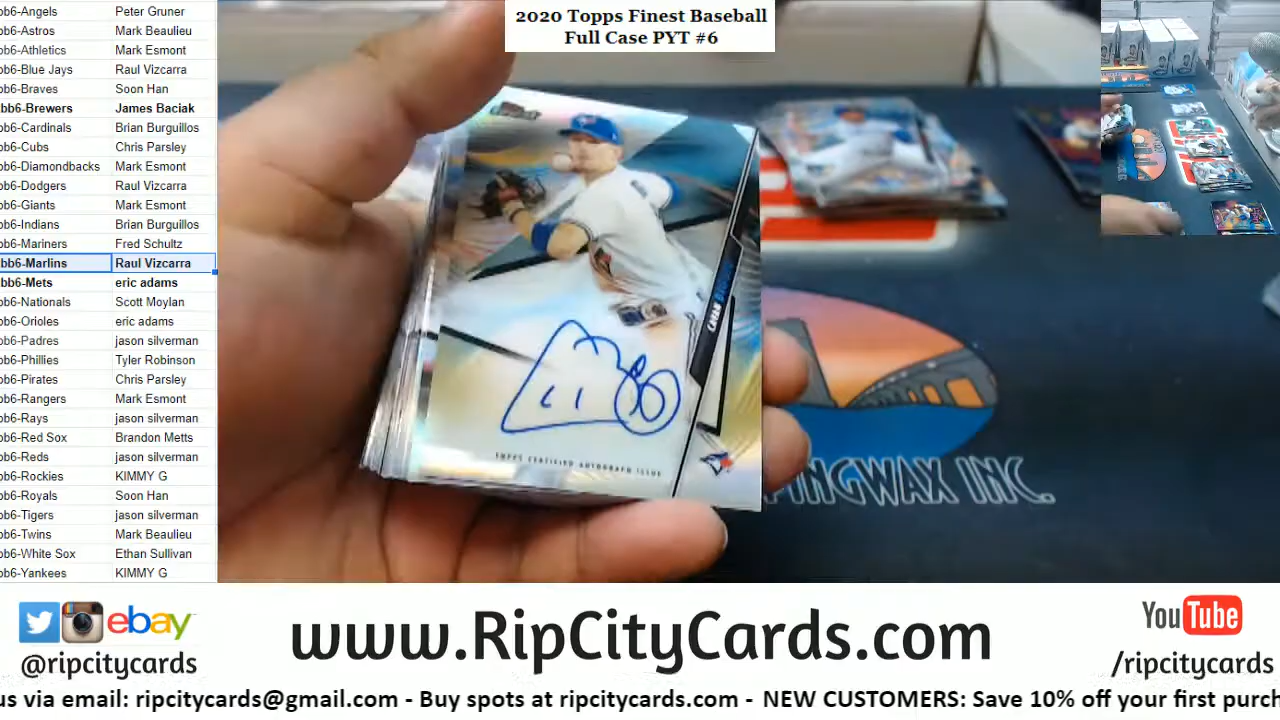 bb6-Angels Peter Gruner
bb6-Astros Mark Beaulieu
bb6-Athletics Mark Esmont
bb6-Blue Jays Raul Vizcarra
bb6-Braves Soon Han
bb6-Brewers James Baciak
bb6-Cardinals Brian Burguillos
bb6-Cubs Chris Parsley
bb6-Diamondbacks Mark Esmont
bb6-Dodgers Raul Vizcarra
bb6-Giants Mark Esmont
bb6-Indians Brian Burguillos
bb6-Mariners Fred Schultz
bb6-Marlins Raul Vizcarra
bb6-Mets eric adams
bb6-Nationals Scott Moylan
bb6-Orioles eric adams
bb6-Padres jason silverman
bb6-Phillies Tyler Robinson
bb6-Pirates Chris Parsley
bb6-Rangers Mark Esmont
bb6-Rays jason silverman
bb6-Red Sox Brandon Metts
bb6-Reds jason silverman
bb6-Rockies KIMMY G
bb6-Royals Soon Han
bb6-Tigers jason silverman
bb6-Twins Mark Beaulieu
bb6-White Sox Ethan Sullivan
bb6-Yankees KIMMY G
2020 Topps Finest Baseball
Full Case PYT #6
CAVAN BIGGIO
TOPPS CERTIFIED AUTOGRAPH ISSUE
PINGWAX INC.
ebay
@ripcitycards
www.RipCityCards.com
YouTube
/ripcitycards
us via email: ripcitycards@gmail.com - Buy spots at ripcitycards.com - NEW CUSTOMERS: Save 10% off your first purch